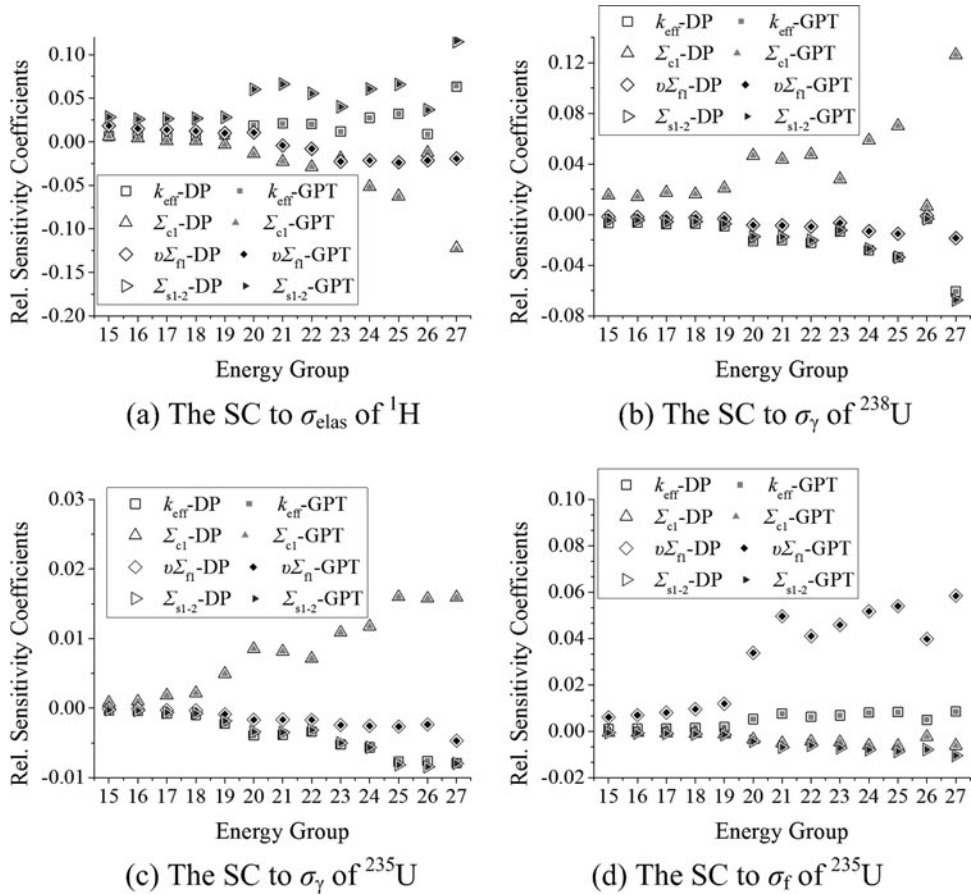 Rel. Sensitivity Coefficients
0.10
0.05
0.00
-0.05
-0.10
-0.15
-0.20
k_eff-DP k_eff-GPT
Σ_c1-DP Σ_c1-GPT
υΣ_f1-DP υΣ_f1-GPT
Σ_s1-2-DP Σ_s1-2-GPT
15 16 17 18 19 20 21 22 23 24 25 26 27
Energy Group
(a) The SC to σ_elas of ¹H
Rel. Sensitivity Coefficients
0.12
0.08
0.04
0.00
-0.04
-0.08
k_eff-DP k_eff-GPT
Σ_c1-DP Σ_c1-GPT
υΣ_f1-DP υΣ_f1-GPT
Σ_s1-2-DP Σ_s1-2-GPT
15 16 17 18 19 20 21 22 23 24 25 26 27
Energy Group
(b) The SC to σ_γ of ²³⁸U
Rel. Sensitivity Coefficients
0.03
0.02
0.01
0.00
-0.01
k_eff-DP k_eff-GPT
Σ_c1-DP Σ_c1-GPT
υΣ_f1-DP υΣ_f1-GPT
Σ_s1-2-DP Σ_s1-2-GPT
15 16 17 18 19 20 21 22 23 24 25 26 27
Energy Group
(c) The SC to σ_γ of ²³⁵U
Rel. Sensitivity Coefficients
0.10
0.08
0.06
0.04
0.02
0.00
-0.02
k_eff-DP k_eff-GPT
Σ_c1-DP Σ_c1-GPT
υΣ_f1-DP υΣ_f1-GPT
Σ_s1-2-DP Σ_s1-2-GPT
15 16 17 18 19 20 21 22 23 24 25 26 27
Energy Group
(d) The SC to σ_f of ²³⁵U